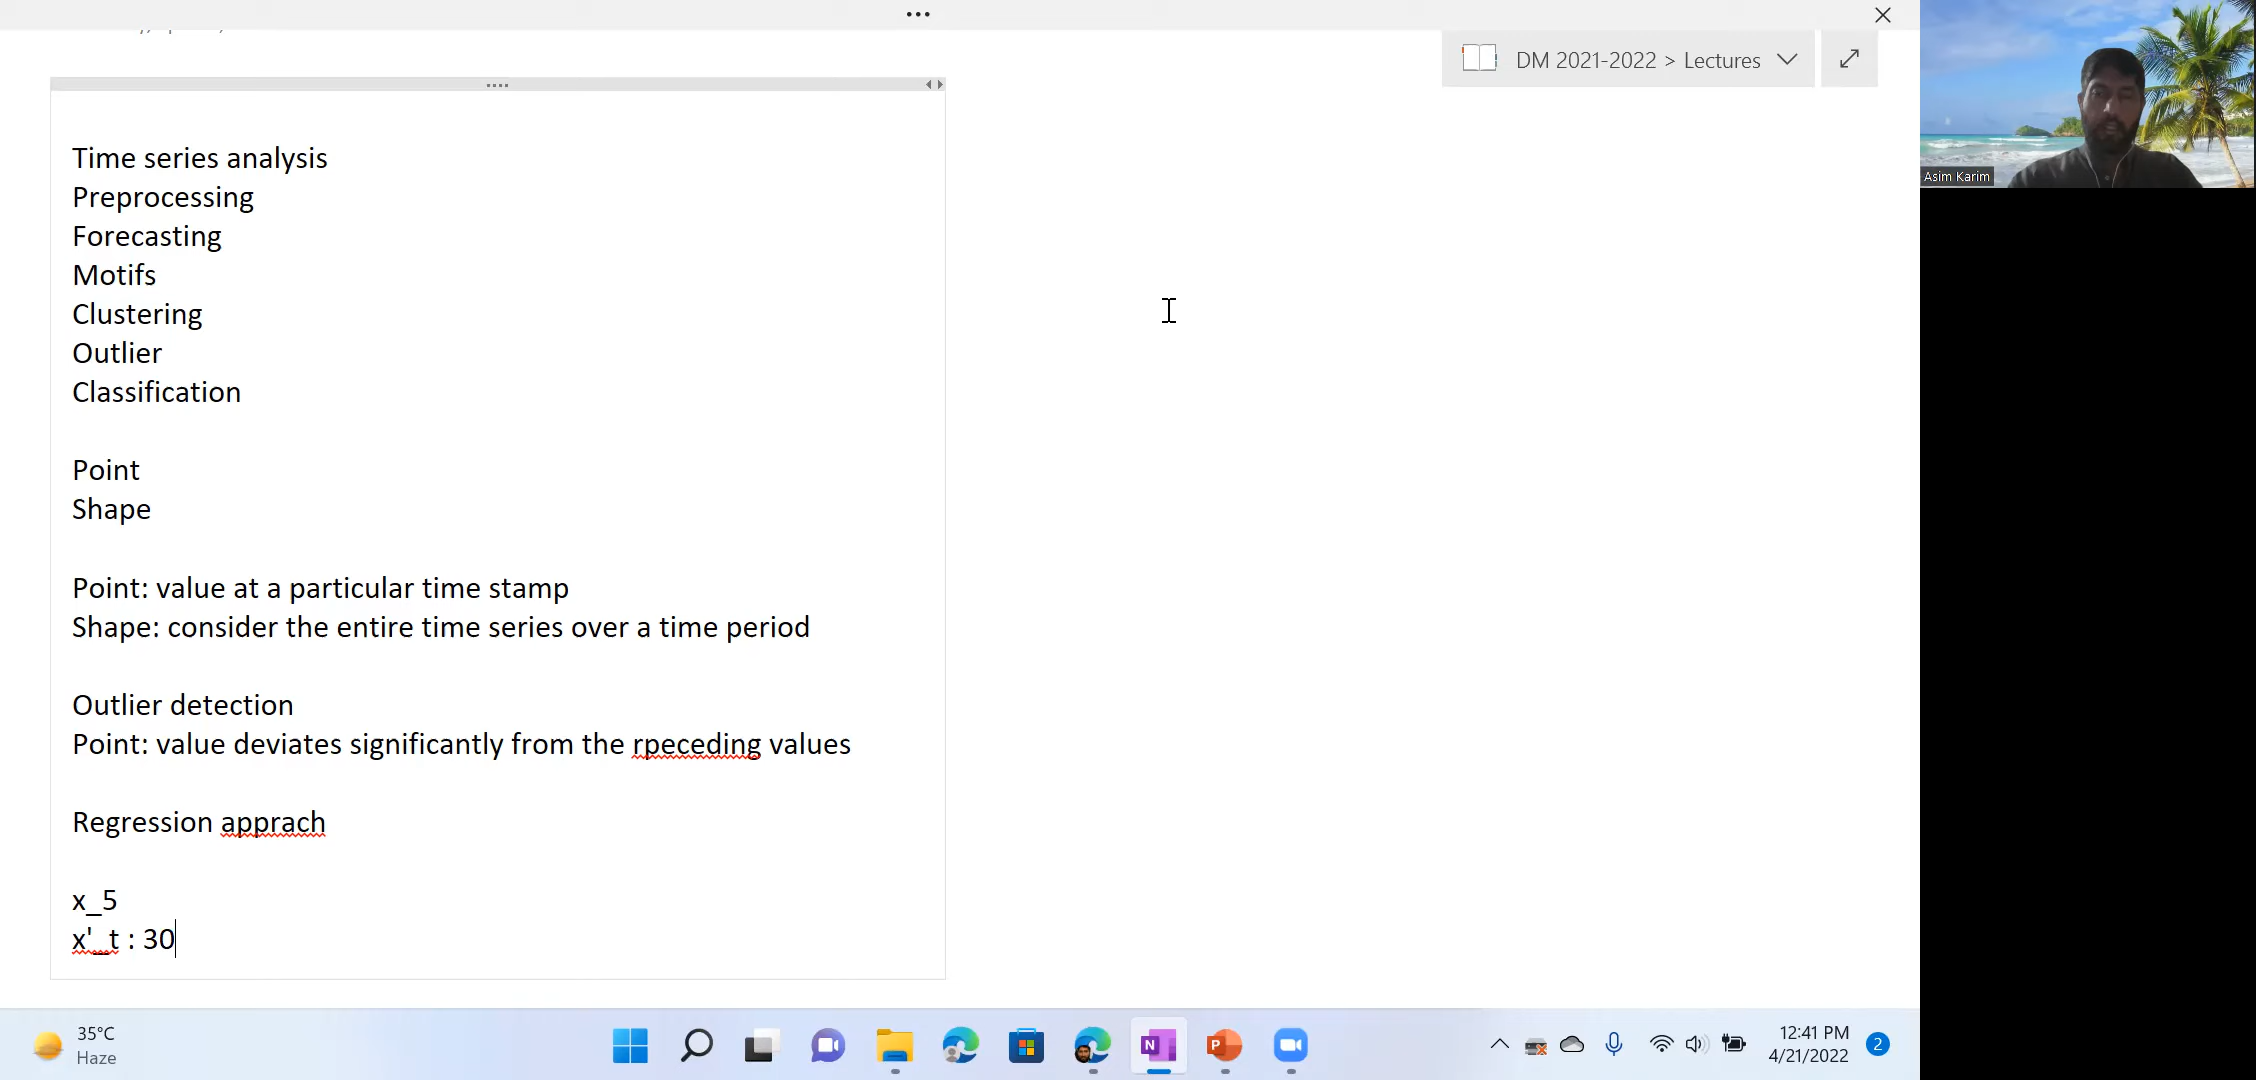 DM 2021-2022 > Lectures
Asim Karim
Time series analysis
Preprocessing
Forecasting
Motifs
Clustering
Outlier
Classification
Point
Shape
Point: value at a particular time stamp
Shape: consider the entire time series over a time period
Outlier detection
Point: value deviates significantly from the rpeceding values
Regression apprach
x_5
x'_t : 30
35°C
Haze
N
P
12:41 PM
4/21/2022
2